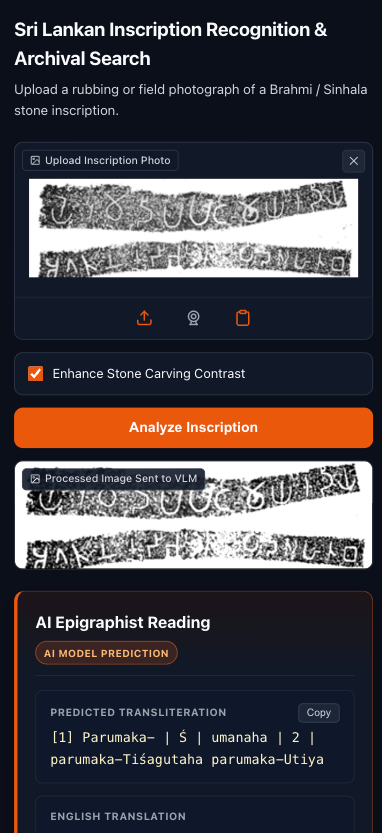 Sri Lankan Inscription Recognition &
Archival Search
Upload a rubbing or field photograph of a Brahmi / Sinhala
stone inscription.
Upload Inscription Photo
Enhance Stone Carving Contrast
Analyze Inscription
Processed Image Sent to VLM
AI Epigraphist Reading
AI MODEL PREDICTION
PREDICTED TRANSLITERATION
Copy
[1] Parumaka– | Ś | umanaha | 2 |
parumaka–Tiśagutaha parumaka-Utiya
ENGLISH TRANSLATION